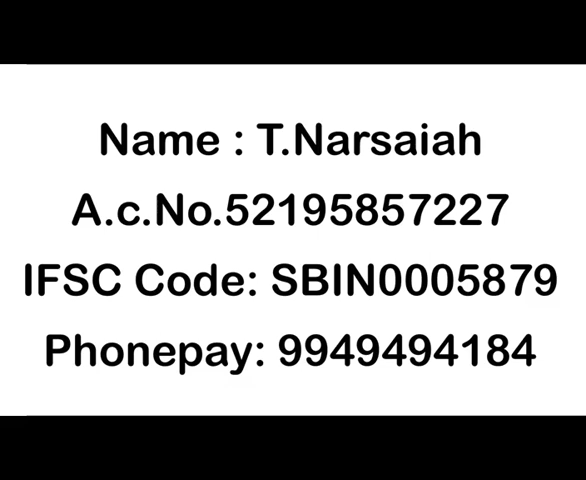 Name : T.Narsaiah
A.c.No.52195857227
IFSC Code: SBIN0005879
Phonepay: 9949494184